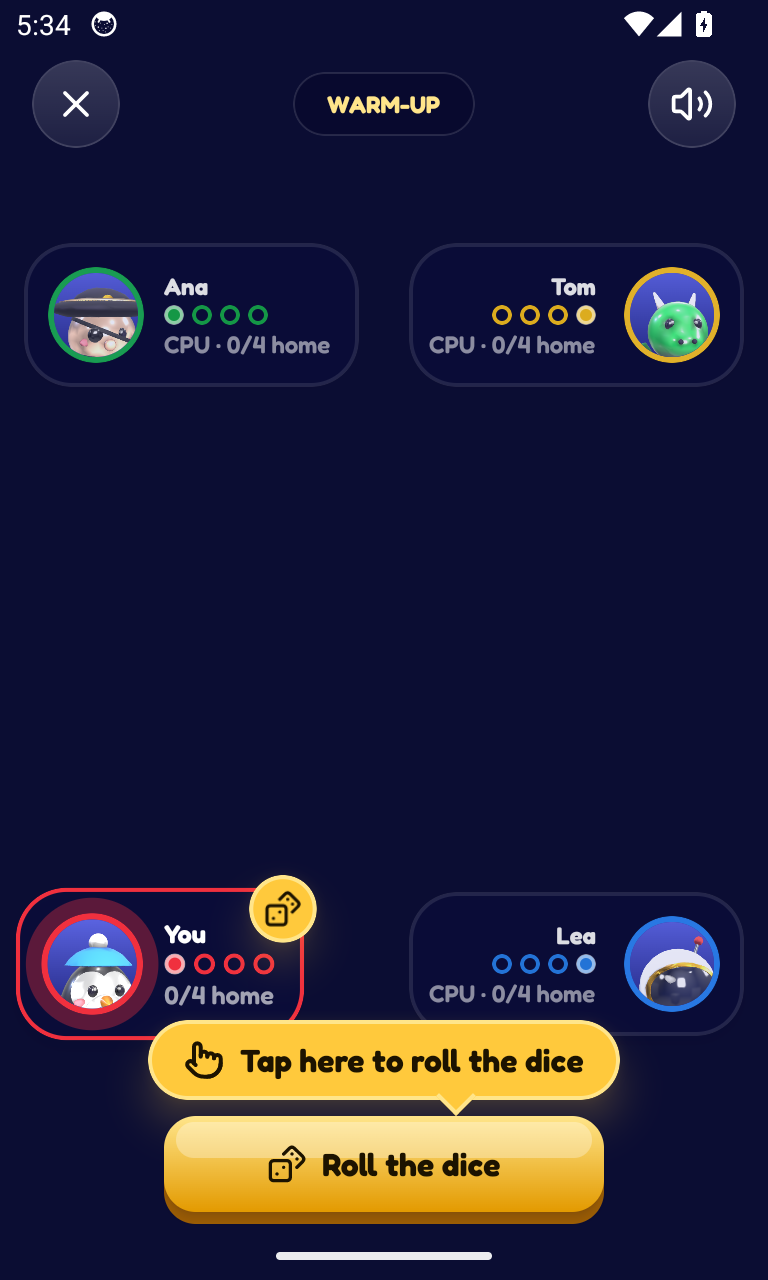 5:34
WARM-UP
Ana
CPU · 0/4 home
Tom
CPU · 0/4 home
You
0/4 home
Lea
CPU · 0/4 home
Tap here to roll the dice
Roll the dice